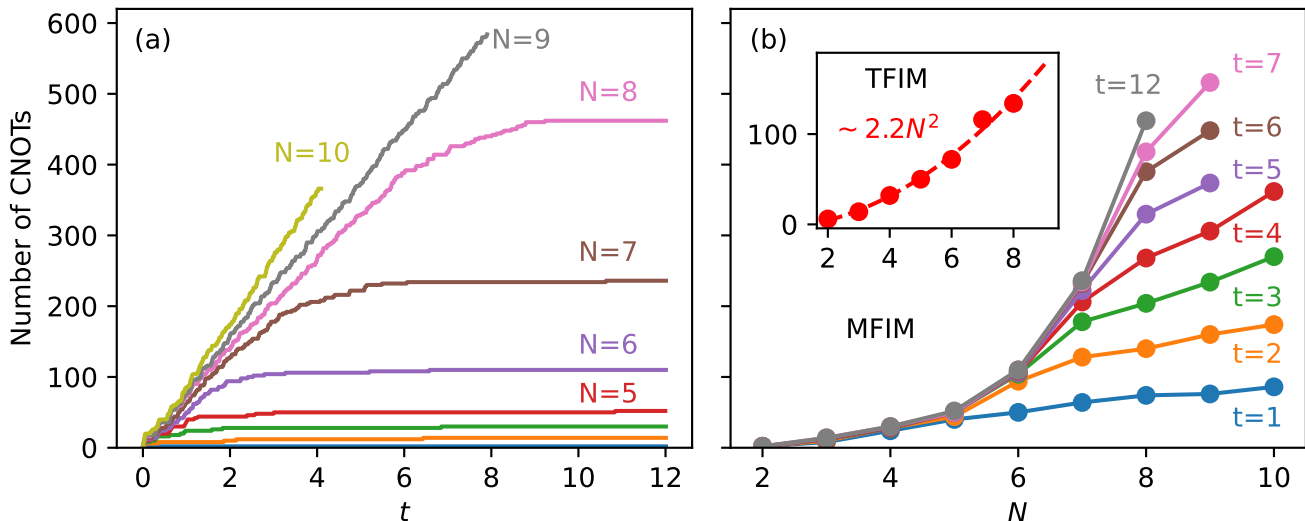 (a)
N=9
N=8
N=10
N=7
N=6
N=5
Number of CNOTs
600
500
400
300
200
100
0
0 2 4 6 8 10 12
t
(b)
TFIM
~ 2.2N²
100
0
2 4 6 8
MFIM
t=12
t=7
t=6
t=5
t=4
t=3
t=2
t=1
2 4 6 8 10
N